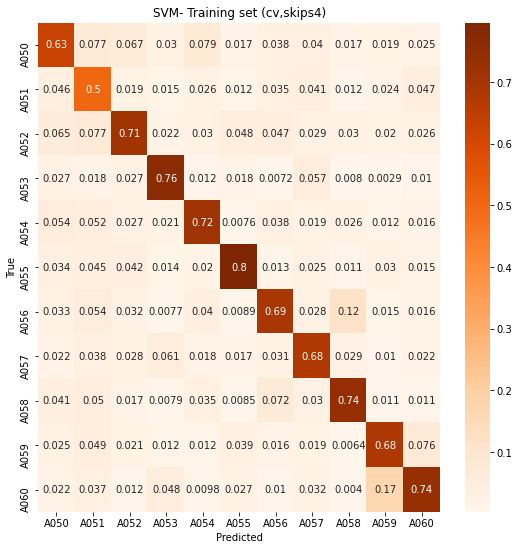 SVM- Training set (cv,skips4)
A050 0.63 0.077 0.067 0.03 0.079 0.017 0.038 0.04 0.017 0.019 0.025
A051 0.046 0.5 0.019 0.015 0.026 0.012 0.035 0.041 0.012 0.024 0.047
A052 0.065 0.077 0.71 0.022 0.03 0.048 0.047 0.029 0.03 0.02 0.026
A053 0.027 0.018 0.027 0.76 0.012 0.018 0.0072 0.057 0.008 0.0029 0.01
A054 0.054 0.052 0.027 0.021 0.72 0.0076 0.038 0.019 0.026 0.012 0.016
A055 0.034 0.045 0.042 0.014 0.02 0.8 0.013 0.025 0.011 0.03 0.015
A056 0.033 0.054 0.032 0.0077 0.04 0.0089 0.69 0.028 0.12 0.015 0.016
A057 0.022 0.038 0.028 0.061 0.018 0.017 0.031 0.68 0.029 0.01 0.022
A058 0.041 0.05 0.017 0.0079 0.035 0.0085 0.072 0.03 0.74 0.011 0.011
A059 0.025 0.049 0.021 0.012 0.012 0.039 0.016 0.019 0.0064 0.68 0.076
A060 0.022 0.037 0.012 0.048 0.0098 0.027 0.01 0.032 0.004 0.17 0.74
A050 A051 A052 A053 A054 A055 A056 A057 A058 A059 A060
Predicted
True
0.7
0.6
0.5
0.4
0.3
0.2
0.1